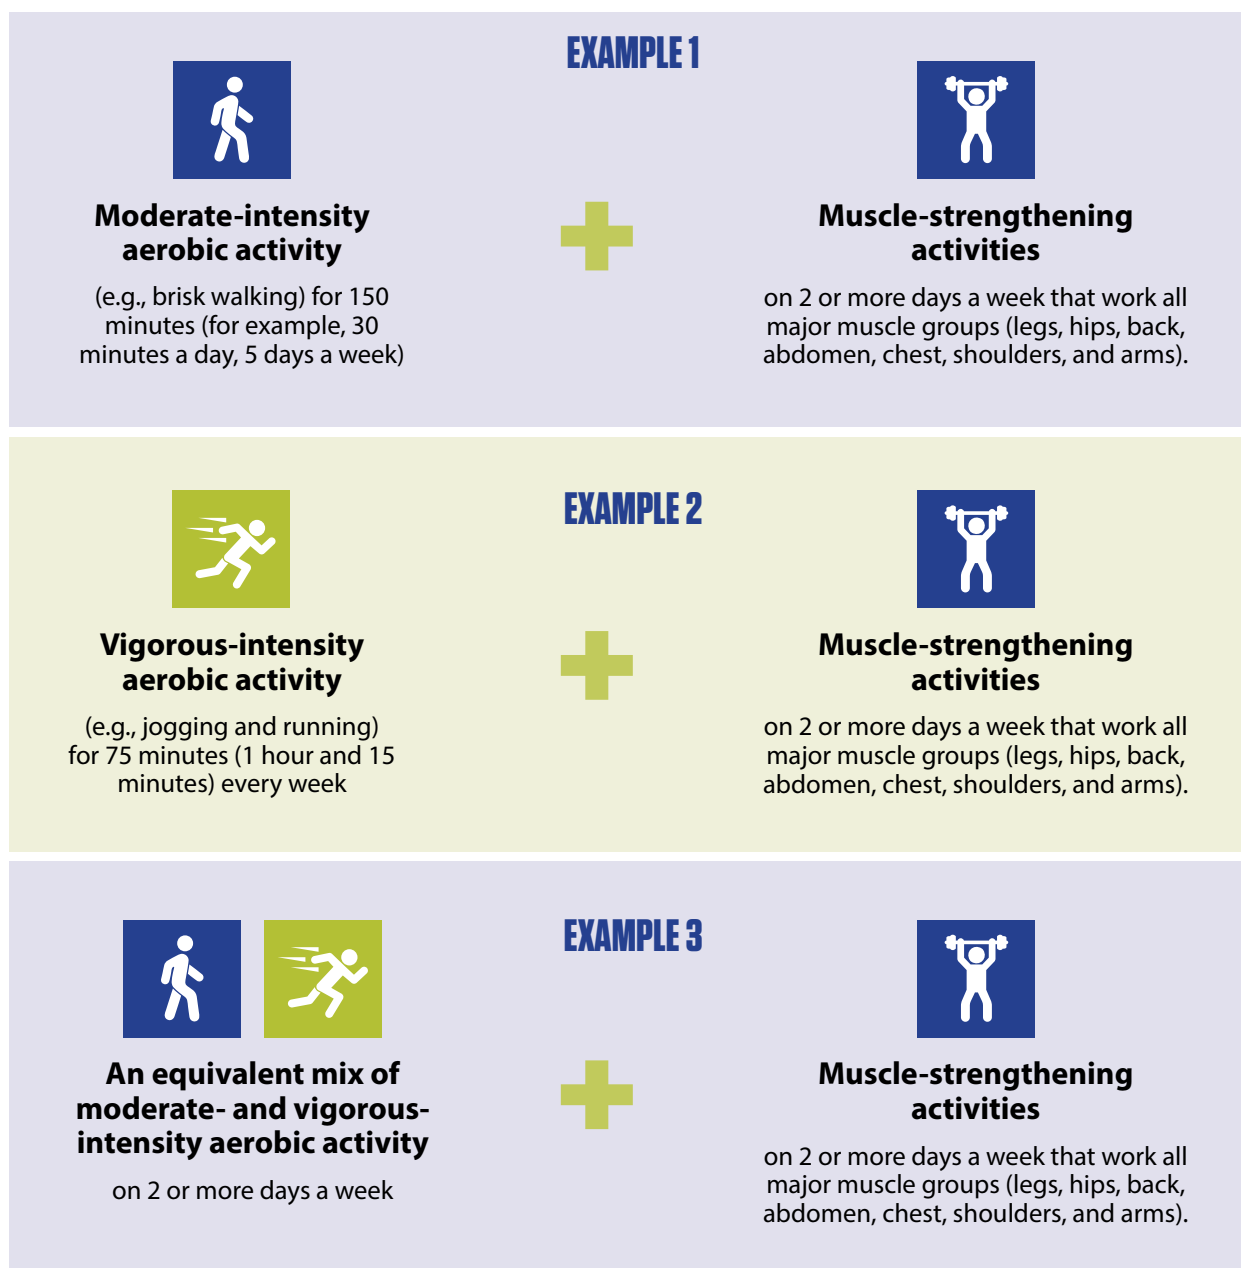 EXAMPLE 1
Moderate-intensity
aerobic activity
(e.g., brisk walking) for 150
minutes (for example, 30
minutes a day, 5 days a week)
Muscle-strengthening
activities
on 2 or more days a week that work all
major muscle groups (legs, hips, back,
abdomen, chest, shoulders, and arms).
EXAMPLE 2
Vigorous-intensity
aerobic activity
(e.g., jogging and running)
for 75 minutes (1 hour and 15
minutes) every week
Muscle-strengthening
activities
on 2 or more days a week that work all
major muscle groups (legs, hips, back,
abdomen, chest, shoulders, and arms).
EXAMPLE 3
An equivalent mix of
moderate- and vigorous-
intensity aerobic activity
on 2 or more days a week
Muscle-strengthening
activities
on 2 or more days a week that work all
major muscle groups (legs, hips, back,
abdomen, chest, shoulders, and arms).